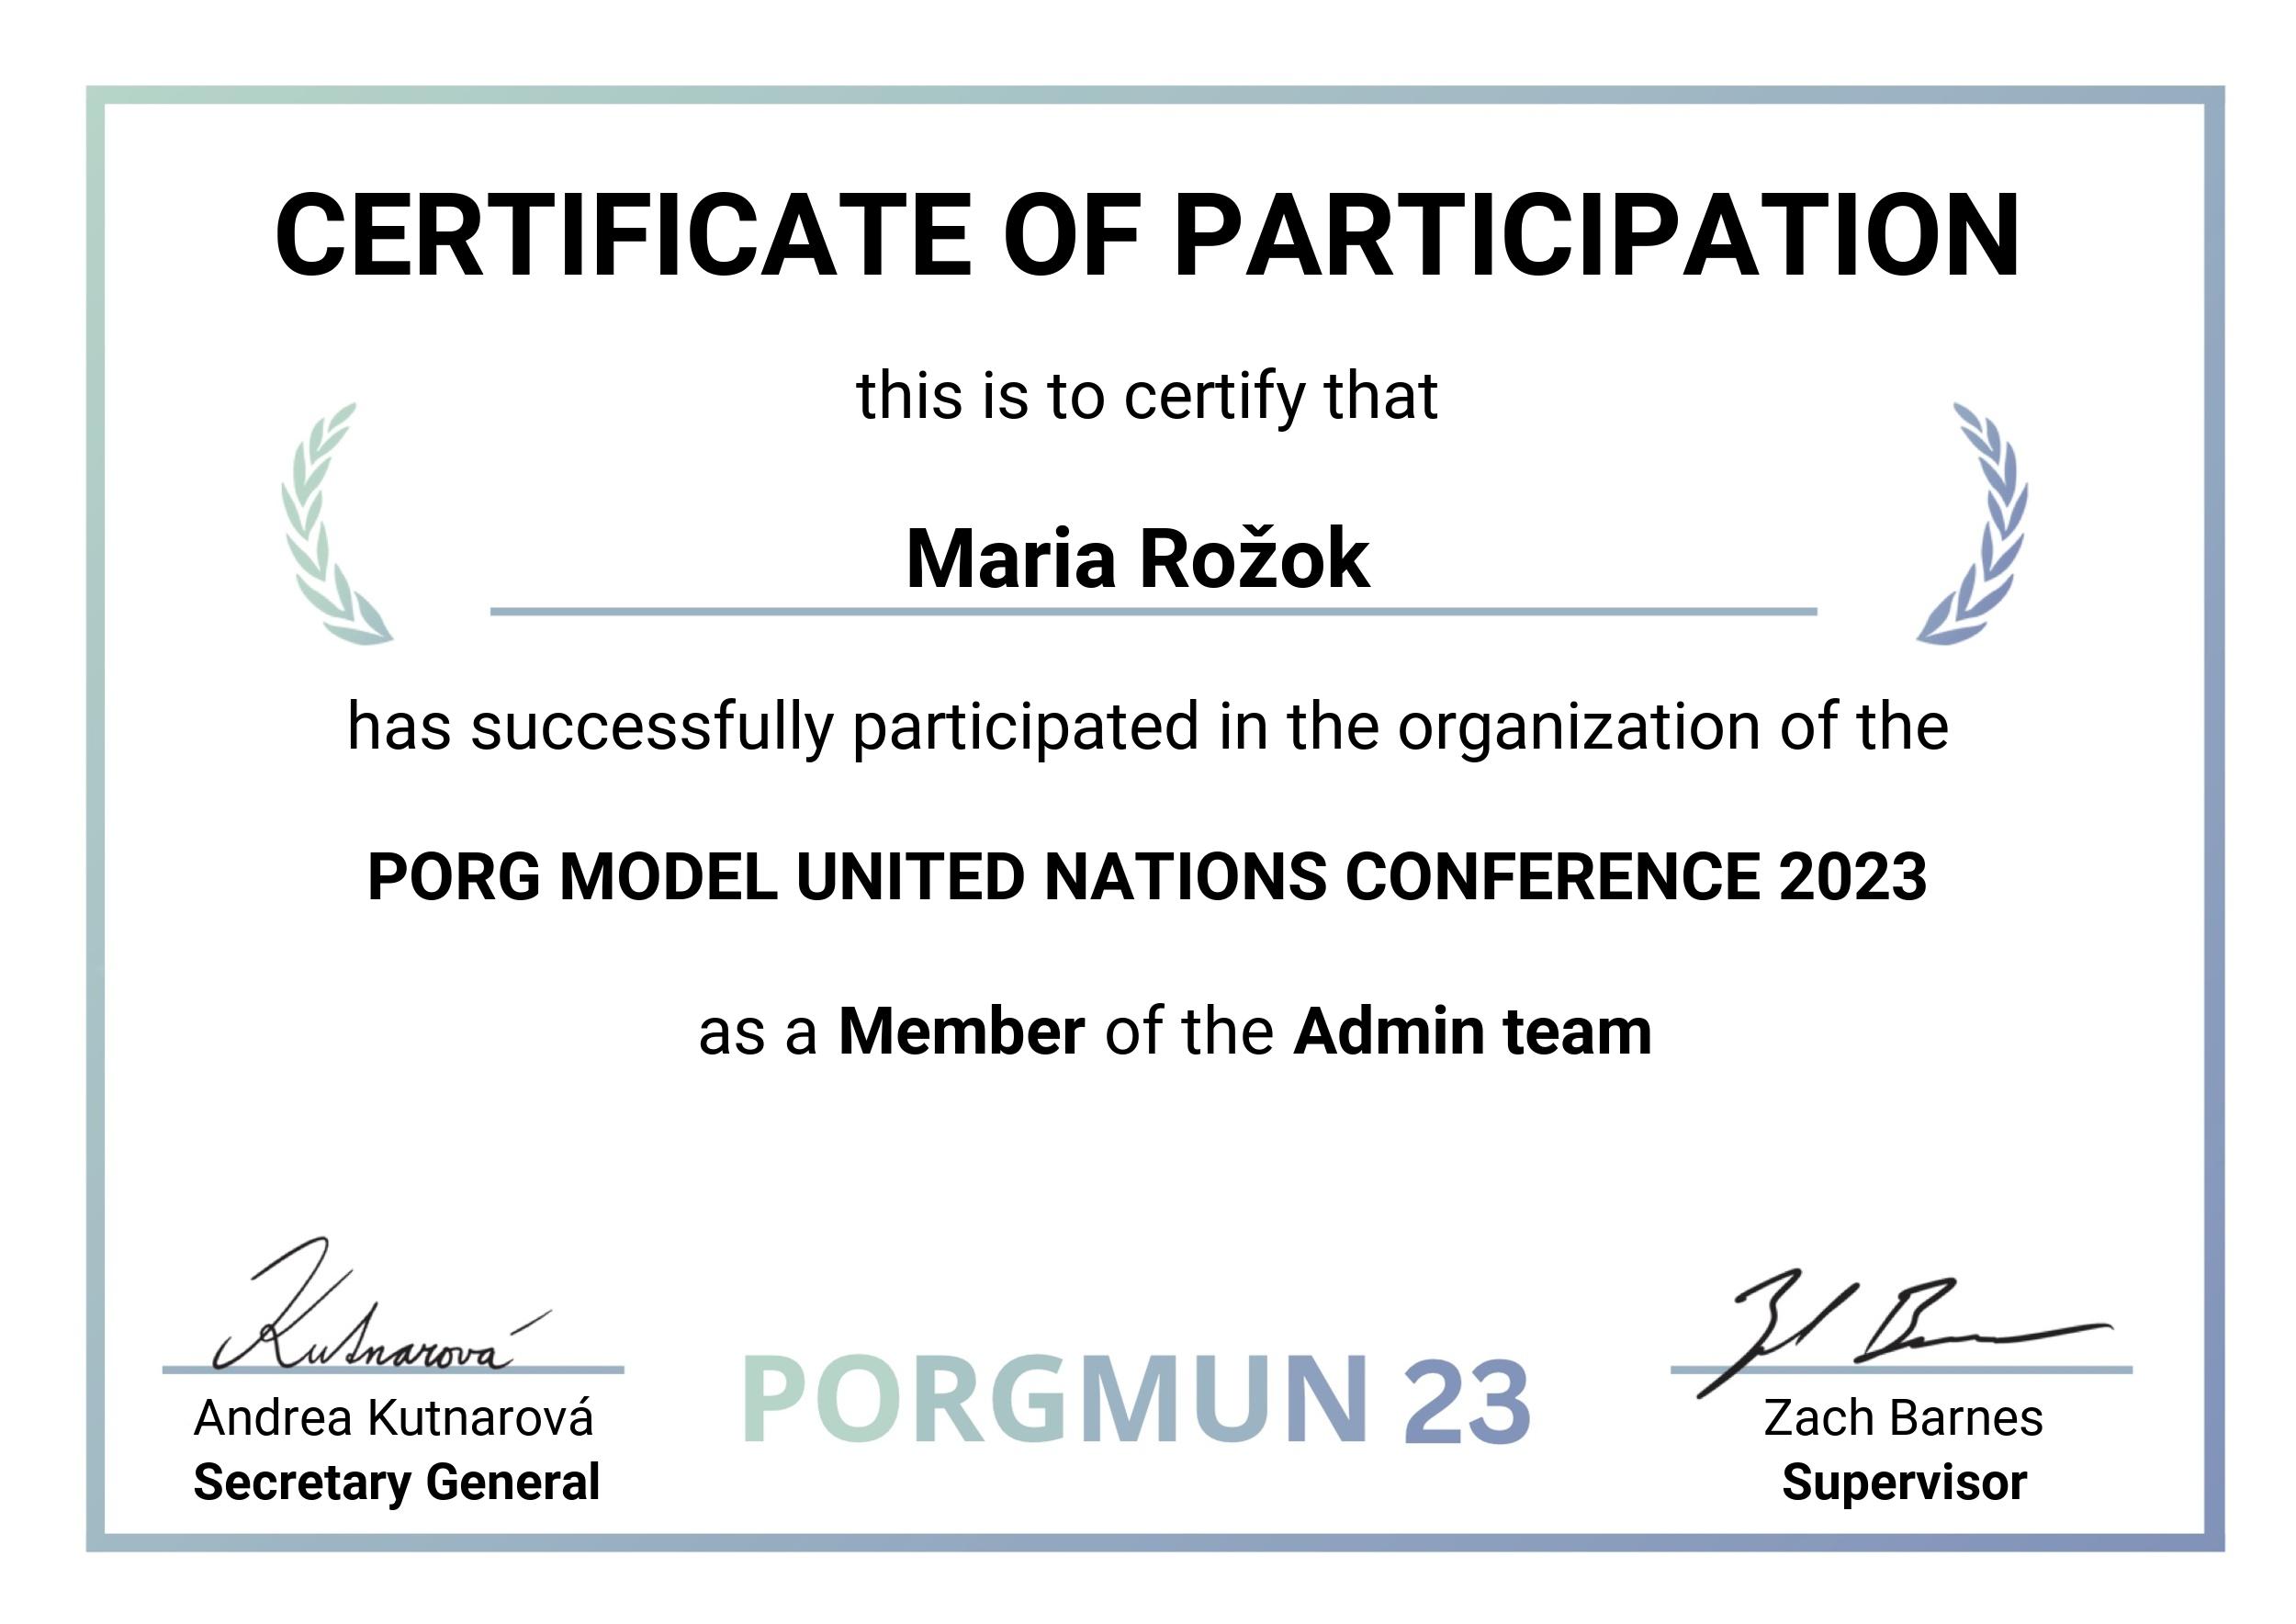 CERTIFICATE OF PARTICIPATION
this is to certify that
Maria Rožok
has successfully participated in the organization of the
PORG MODEL UNITED NATIONS CONFERENCE 2023
as a Member of the Admin team
Kutnarová
Andrea Kutnarová
Secretary General
PORGMUN 23
Zach Barnes
Supervisor